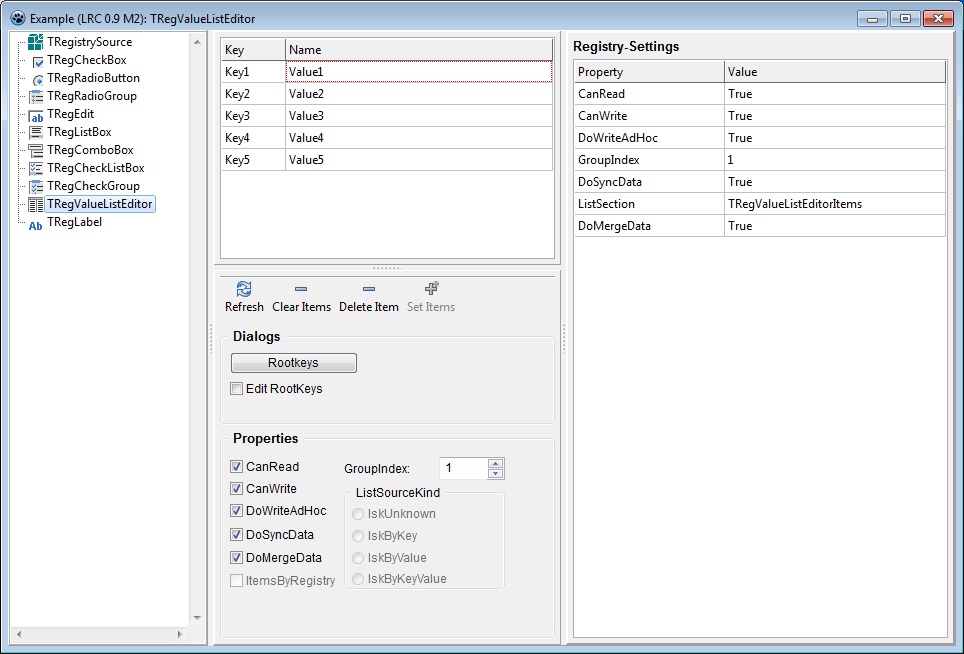 Example (LRC 0.9 M2): TRegValueListEditor
TRegistrySource
TRegCheckBox
TRegRadioButton
TRegRadioGroup
TRegEdit
TRegListBox
TRegComboBox
TRegCheckListBox
TRegCheckGroup
TRegValueListEditor
TRegLabel
Key Name
Key1 Value1
Key2 Value2
Key3 Value3
Key4 Value4
Key5 Value5
Refresh Clear Items Delete Item Set Items
Dialogs
Rootkeys
Edit RootKeys
Properties
CanRead
CanWrite
DoWriteAdHoc
DoSyncData
DoMergeData
ItemsByRegistry
GroupIndex: 1
ListSourceKind
lskUnknown
lskByKey
lskByValue
lskByKeyValue
Registry-Settings
Property Value
CanRead True
CanWrite True
DoWriteAdHoc True
GroupIndex 1
DoSyncData True
ListSection TRegValueListEditorItems
DoMergeData True